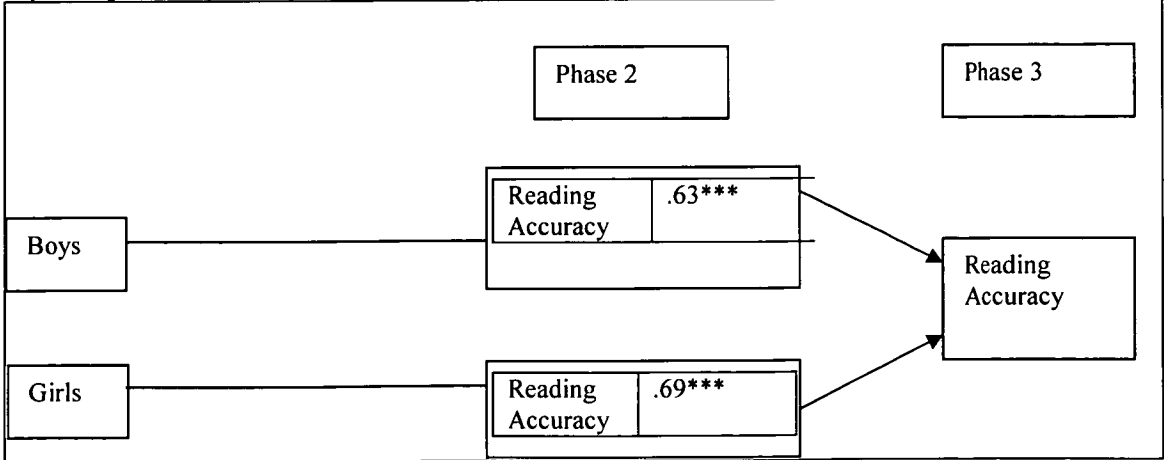 Phase 2
Phase 3
Reading .63***
Accuracy
Boys
Reading
Accuracy
Girls
Reading .69***
Accuracy